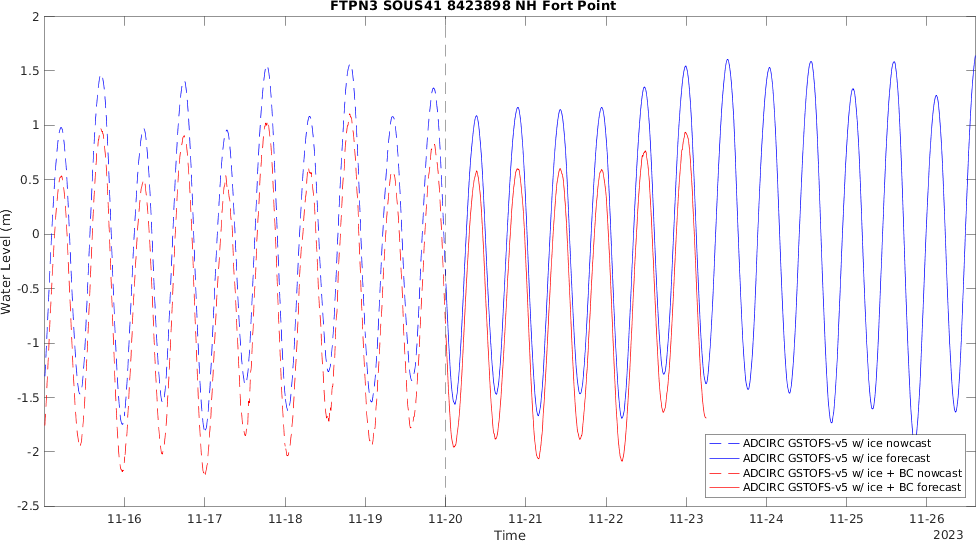 FTPN3 SOUS41 8423898 NH Fort Point
2
1.5
1
0.5
0
-0.5
-1
-1.5
-2
-2.5
Water Level (m)
11-16 11-17 11-18 11-19 11-20 11-21 11-22 11-23 11-24 11-25 11-26
Time
2023
ADCIRC GSTOFS-v5 w/ ice nowcast
ADCIRC GSTOFS-v5 w/ ice forecast
ADCIRC GSTOFS-v5 w/ ice + BC nowcast
ADCIRC GSTOFS-v5 w/ ice + BC forecast